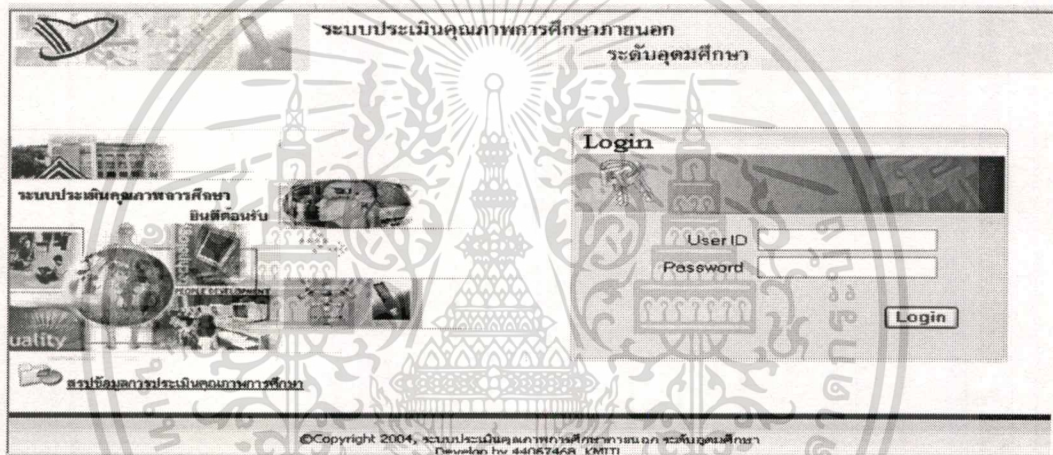 ระบบประเมินคุณภาพการศึกษาภายนอก
ระดับอุดมศึกษา
ระบบประเมินคุณภาพการศึกษา
ยินดีต้อนรับ
PEOPLE DEVELOPMENT
uality
สรุปข้อมูลการประเมินคุณภาพการศึกษา
Login
User ID
Password
Login
©Copyright 2004, ระบบประเมินคุณภาพการศึกษาภายนอก ระดับอุดมศึกษา
Develop by 44067468, KMITL